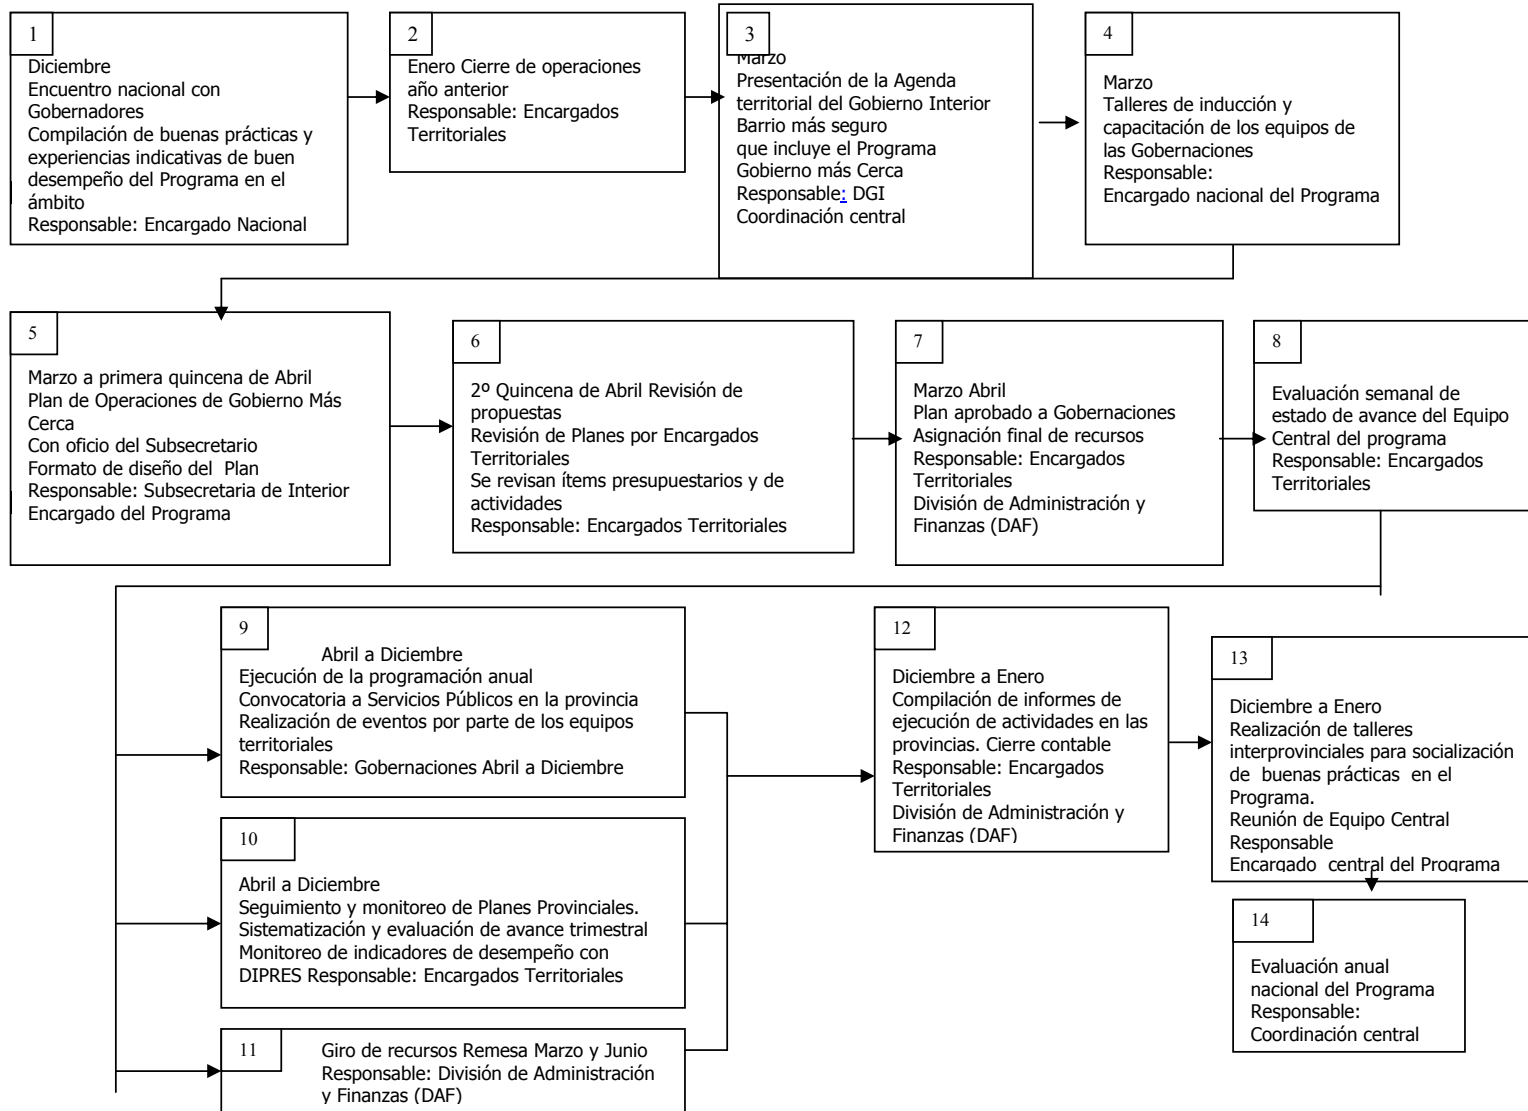 1
Diciembre
Encuentro nacional con
Gobernadores
Compilación de buenas prácticas y
experiencias indicativas de buen
desempeño del Programa en el
ámbito
Responsable: Encargado Nacional
2
Enero Cierre de operaciones
año anterior
Responsable: Encargados
Territoriales
3
Marzo
Presentación de la Agenda
territorial del Gobierno Interior
Barrio más seguro
que incluye el Programa
Gobierno más Cerca
Responsable: DGI
Coordinación central
4
Marzo
Talleres de inducción y
capacitación de los equipos de
las Gobernaciones
Responsable:
Encargado nacional del Programa
5
Marzo a primera quincena de Abril
Plan de Operaciones de Gobierno Más
Cerca
Con oficio del Subsecretario
Formato de diseño del Plan
Responsable: Subsecretaria de Interior
Encargado del Programa
6
2º Quincena de Abril Revisión de
propuestas
Revisión de Planes por Encargados
Territoriales
Se revisan ítems presupuestarios y de
actividades
Responsable: Encargados Territoriales
7
Marzo Abril
Plan aprobado a Gobernaciones
Asignación final de recursos
Responsable: Encargados
Territoriales
División de Administración y
Finanzas (DAF)
8
Evaluación semanal de
estado de avance del Equipo
Central del programa
Responsable: Encargados
Territoriales
9
Abril a Diciembre
Ejecución de la programación anual
Convocatoria a Servicios Públicos en la provincia
Realización de eventos por parte de los equipos
territoriales
Responsable: Gobernaciones Abril a Diciembre
10
Abril a Diciembre
Seguimiento y monitoreo de Planes Provinciales.
Sistematización y evaluación de avance trimestral
Monitoreo de indicadores de desempeño con
DIPRES Responsable: Encargados Territoriales
11
Giro de recursos Remesa Marzo y Junio
Responsable: División de Administración
y Finanzas (DAF)
12
Diciembre a Enero
Compilación de informes de
ejecución de actividades en las
provincias. Cierre contable
Responsable: Encargados
Territoriales
División de Administración y
Finanzas (DAF)
13
Diciembre a Enero
Realización de talleres
interprovinciales para socialización
de buenas prácticas en el
Programa.
Reunión de Equipo Central
Responsable
Encargado central del Programa
14
Evaluación anual
nacional del Programa
Responsable:
Coordinación central